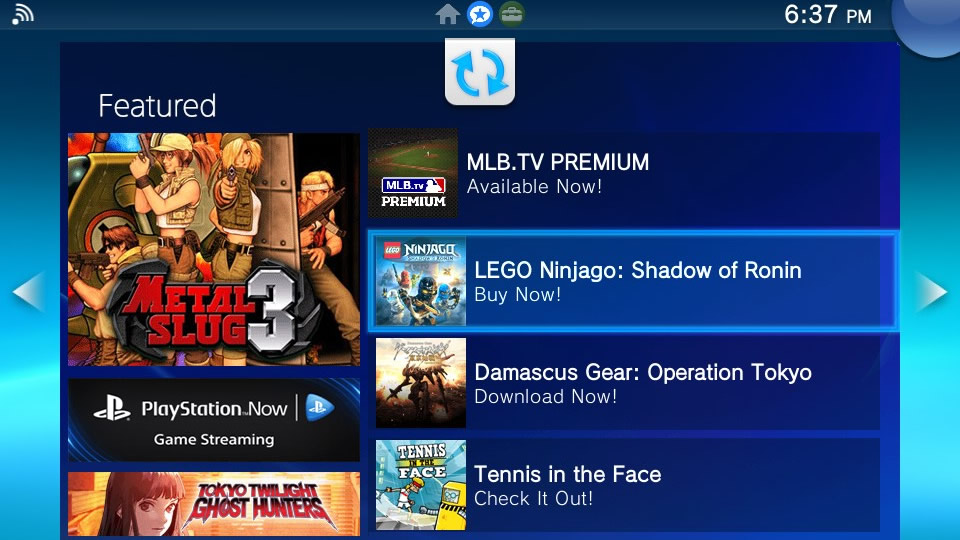 6:37 PM
Featured
METAL
SLUG 3
PlayStation™Now
Game Streaming
TOKYO TWILIGHT
GHOST HUNTERS
MLB.TV
PREMIUM
MLB.TV PREMIUM
Available Now!
LEGO NINJAGO
LEGO Ninjago: Shadow of Ronin
Buy Now!
Damascus Gear: Operation Tokyo
Download Now!
TENNIS
IN THE
FACE
Tennis in the Face
Check It Out!